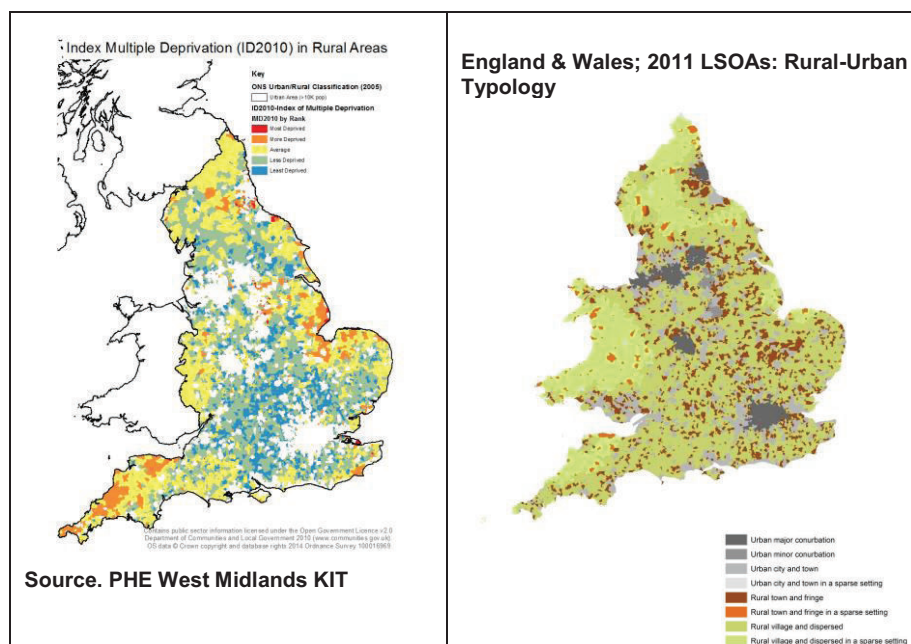 Index Multiple Deprivation (ID2010) in Rural Areas
Key
ONS Urban/Rural Classification (2005)
Urban Area (>10K pop)
ID2010-Index of Multiple Deprivation
IMD2010 by Rank
Most Deprived
More Deprived
Average
Less Deprived
Least Deprived
Contains public sector information licensed under the Open Government Licence v2.0
Department of Communities and Local Government 2010 (www.communities.gov.uk)
OS data © Crown copyright and database rights 2014 Ordnance Survey 100016969
Source. PHE West Midlands KIT
England & Wales; 2011 LSOAs: Rural-Urban
Typology
Urban major conurbation
Urban minor conurbation
Urban city and town
Urban city and town in a sparse setting
Rural town and fringe
Rural town and fringe in a sparse setting
Rural village and dispersed
Rural village and dispersed in a sparse setting